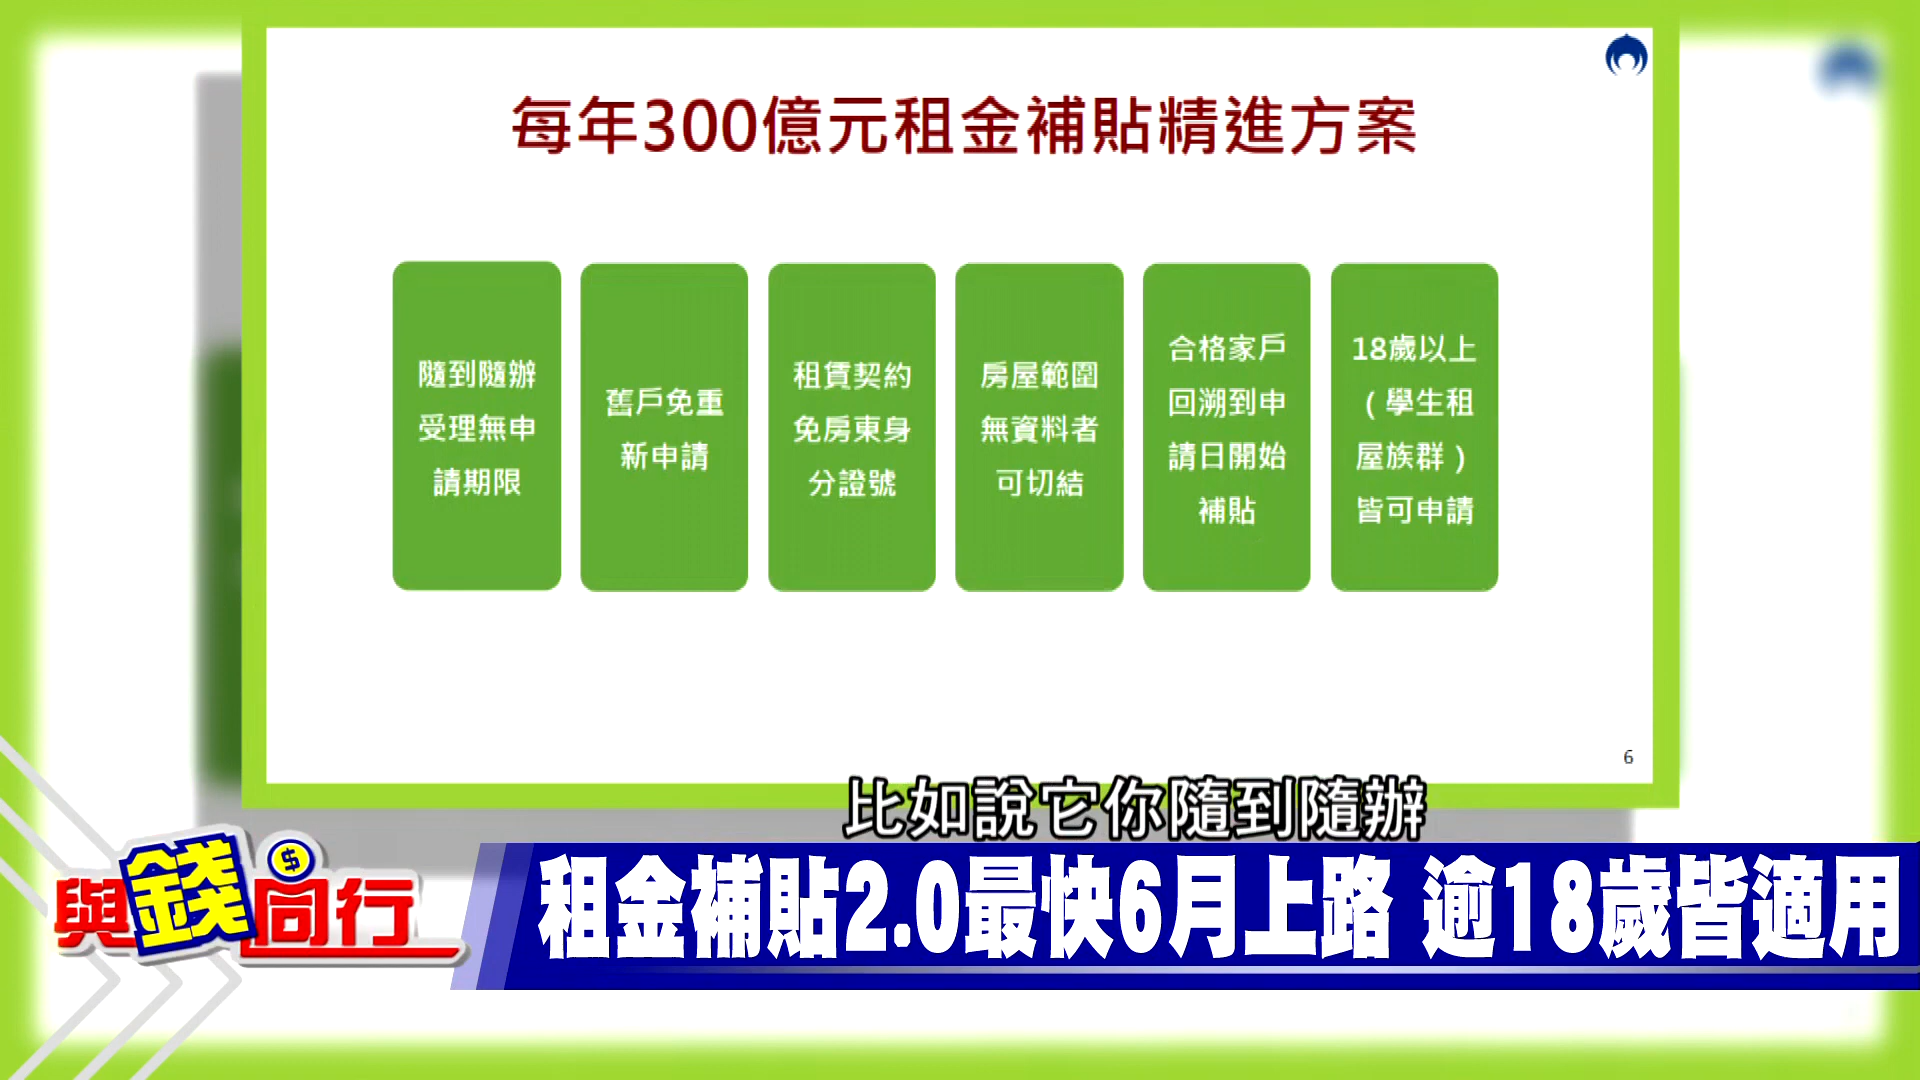 每年300億元租金補貼精進方案
隨到隨辦
受理無申
請期限
舊戶免重
新申請
租賃契約
免房東身
分證號
房屋範圍
無資料者
可切結
合格家戶
回溯到申
請日開始
補貼
18歲以上
（學生租
屋族群）
皆可申請
6
比如說它你隨到隨辦
與錢同行
租金補貼2.0最快6月上路 逾18歲皆適用